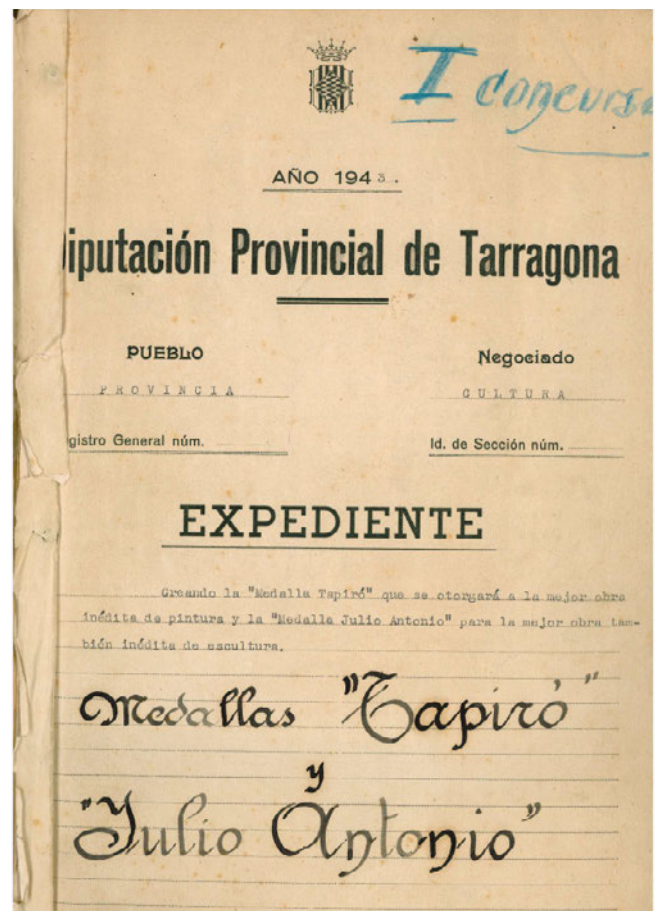 I concurso
AÑO 1943.
Diputación Provincial de Tarragona
PUEBLO
Negociado
PROVINCIA
CULTURA
gistro General núm.
Id. de Sección núm.
EXPEDIENTE
Creando la "Medalla Tapiró" que se otorgará a la mejor obra
inédita de pintura y la "Medalla Julio Antonio" para la mejor obra tam-
bién inédita de escultura.
Medallas "Tapiró"
y
"Julio Antonio"